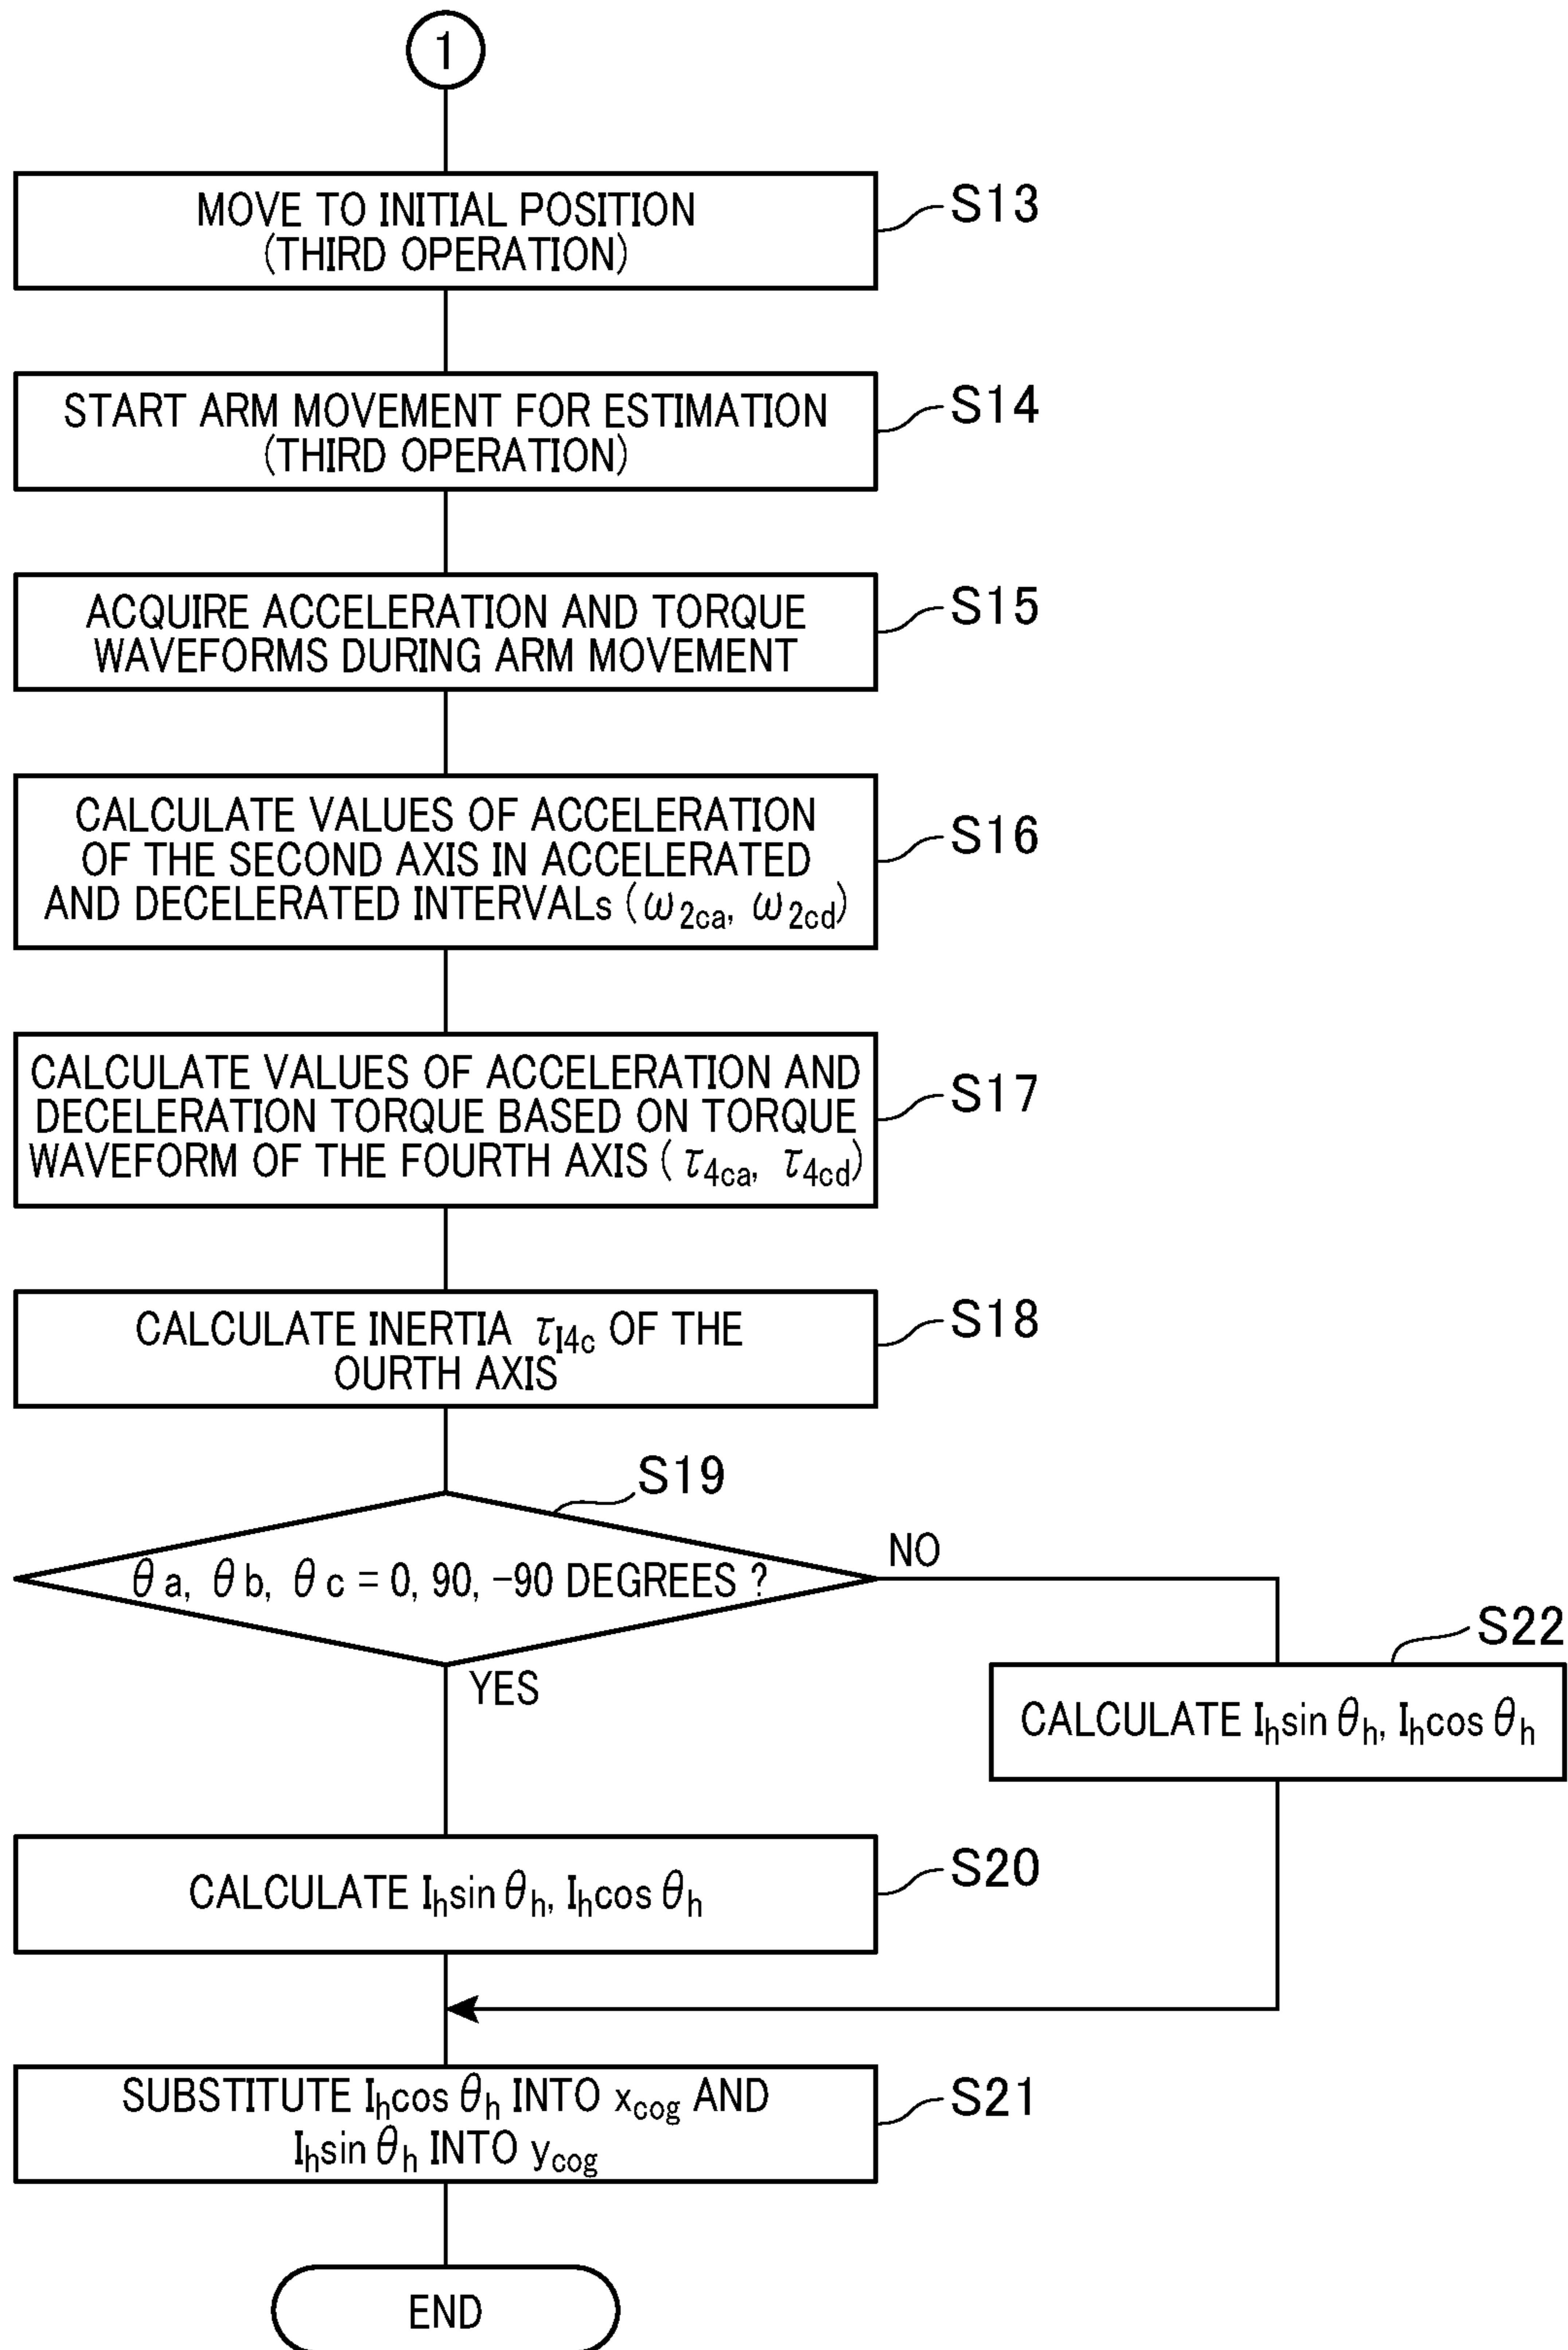 1
MOVE TO INITIAL POSITION
(THIRD OPERATION)
S13
START ARM MOVEMENT FOR ESTIMATION
(THIRD OPERATION)
S14
ACQUIRE ACCELERATION AND TORQUE
WAVEFORMS DURING ARM MOVEMENT
S15
CALCULATE VALUES OF ACCELERATION
OF THE SECOND AXIS IN ACCELERATED
AND DECELERATED INTERVALs (ω2ca, ω2cd)
S16
CALCULATE VALUES OF ACCELERATION AND
DECELERATION TORQUE BASED ON TORQUE
WAVEFORM OF THE FOURTH AXIS (τ4ca, τ4cd)
S17
CALCULATE INERTIA τI4c OF THE
OURTH AXIS
S18
S19
θa, θb, θc = 0, 90, -90 DEGREES ?
NO
YES
S22
CALCULATE Ihsin θh, Ihcos θh
CALCULATE Ihsin θh, Ihcos θh
S20
SUBSTITUTE Ihcos θh INTO xcog AND
Ihsin θh INTO ycog
S21
END